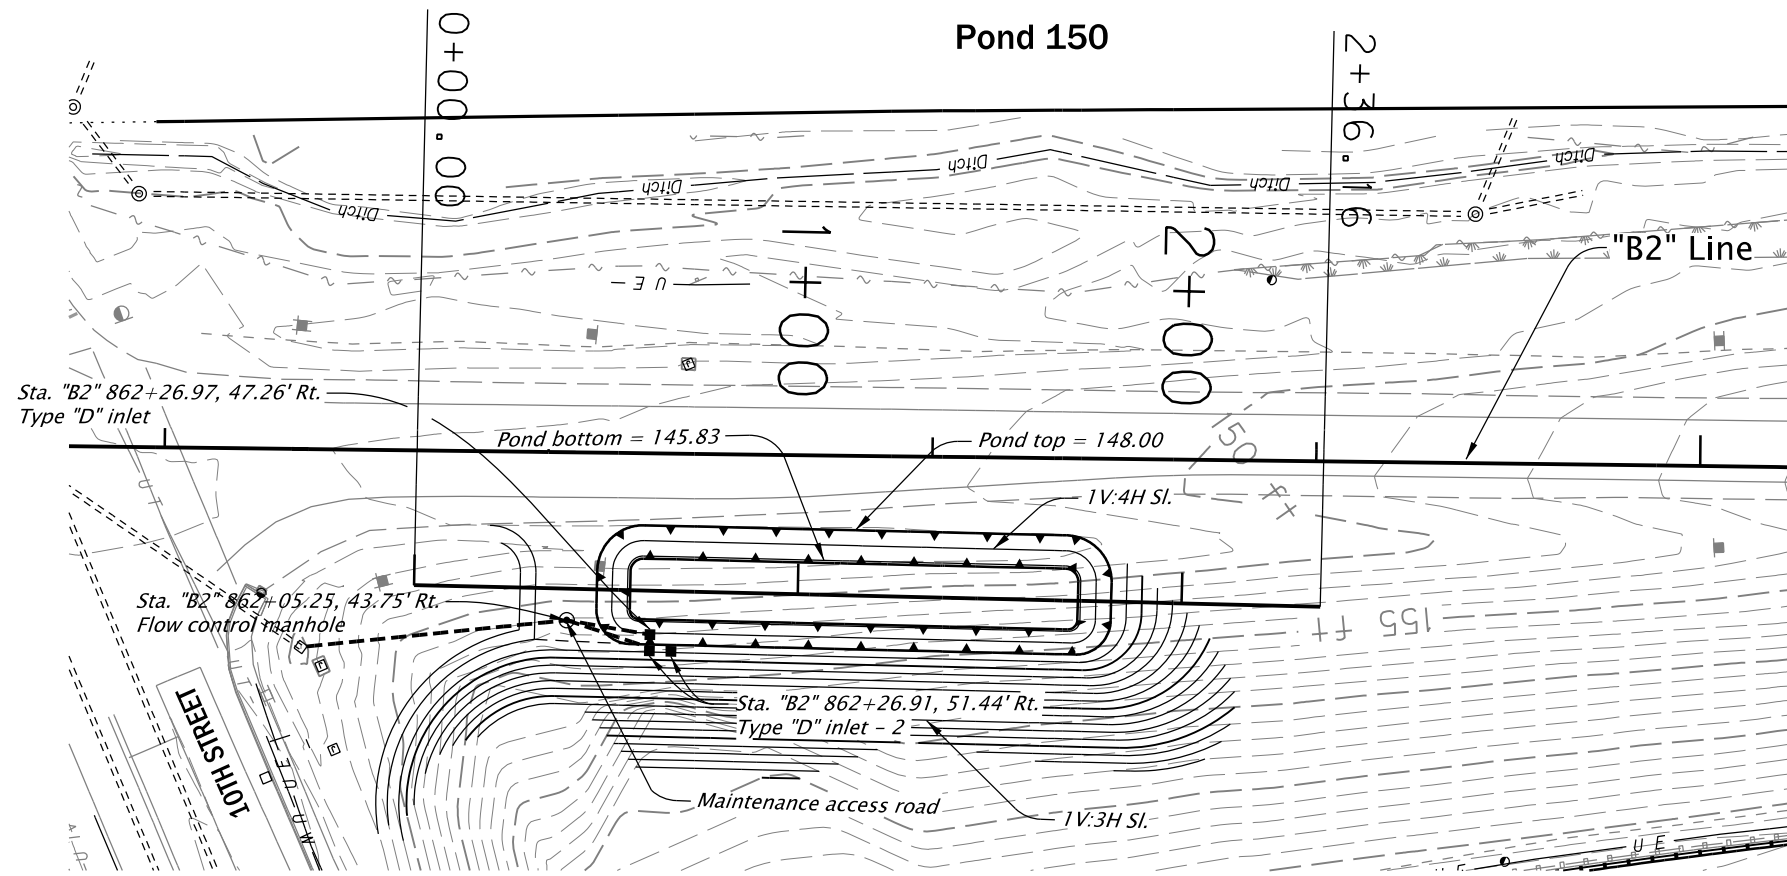 Pond 150
0+00.00
2+36.16
Ditch
Ditch
Ditch
Ditch
Ditch
1+00
2+00
"B2" Line
U E
Sta. "B2" 862+26.97, 47.26' Rt.
Type "D" inlet
Pond bottom = 145.83
Pond top = 148.00
150 ft
1V:4H Sl.
U T
Sta. "B2" 862+05.25, 43.75' Rt.
Flow control manhole
155 ft
Sta. "B2" 862+26.91, 51.44' Rt.
Type "D" inlet - 2
10TH STREET
Maintenance access road
1V:3H Sl.
U E